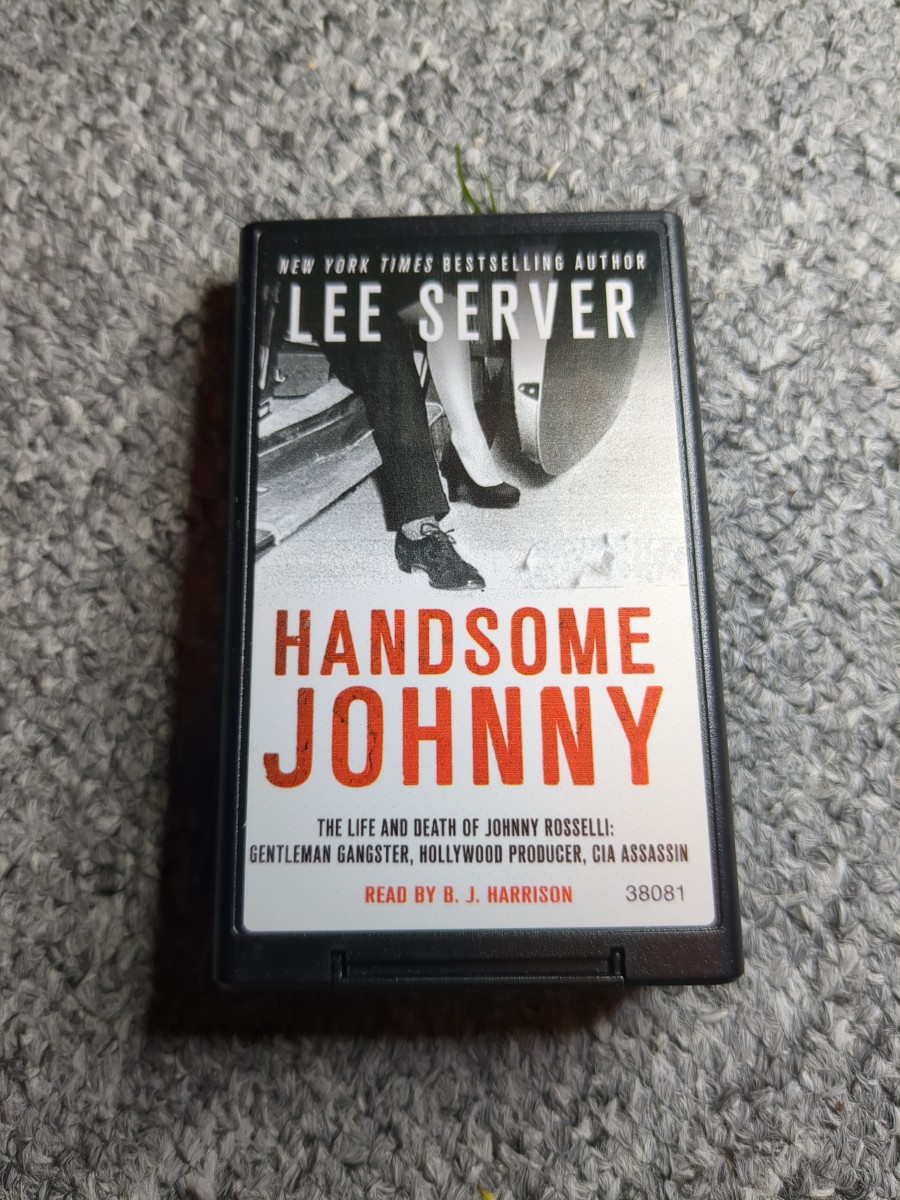 NEW YORK TIMES BESTSELLING AUTHOR
LEE SERVER
HANDSOME
JOHNNY
THE LIFE AND DEATH OF JOHNNY ROSSELLI:
GENTLEMAN GANGSTER, HOLLYWOOD PRODUCER, CIA ASSASSIN
READ BY B. J. HARRISON 38081